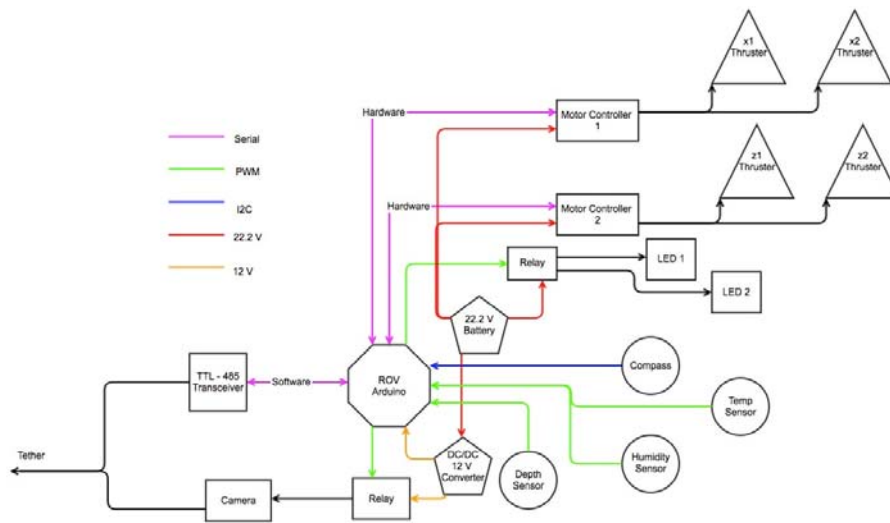 x1
Thruster
x2
Thruster
Hardware
Motor Controller
1
Serial
PWM
I2C
22.2 V
12 V
z1
Thruster
z2
Thruster
Hardware
Motor Controller
2
Relay
LED 1
LED 2
22.2 V
Battery
TTL - 485
Transceiver
Software
ROV
Arduino
Compass
Temp
Sensor
Tether
DC/DC
12 V
Converter
Depth
Sensor
Humidity
Sensor
Camera
Relay